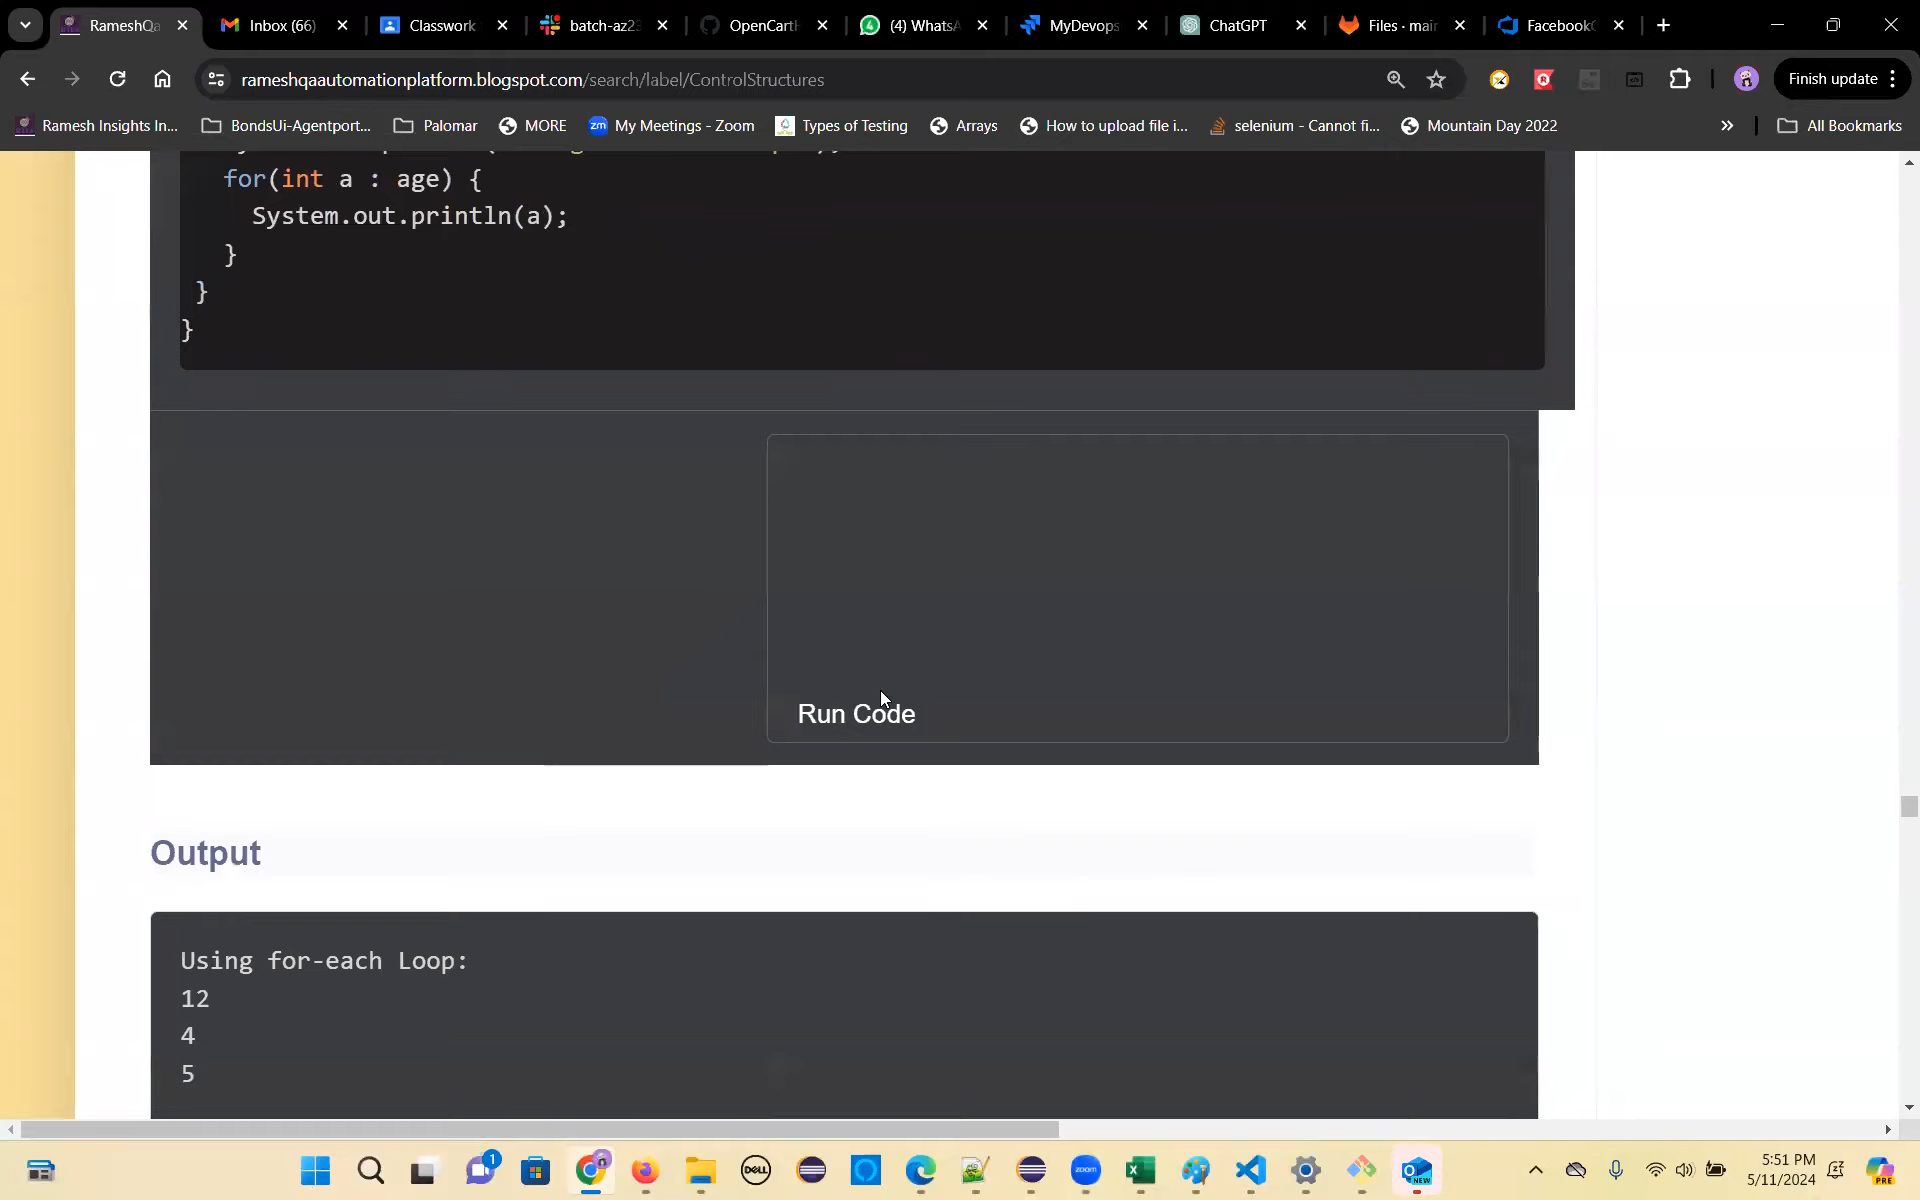 RameshQa
Inbox (66)
Classwork
batch-az23
OpenCart
(4) WhatsA
MyDevops
ChatGPT
Files · main
Facebook
rameshqaautomationplatform.blogspot.com/search/label/ControlStructures
Finish update
Ramesh Insights In...
BondsUi-Agentport...
Palomar
MORE
My Meetings - Zoom
Types of Testing
Arrays
How to upload file i...
selenium - Cannot fi...
Mountain Day 2022
All Bookmarks
for(int a : age) {
System.out.println(a);
}
}
}
Run Code
Output
Using for-each Loop:
12
4
5
5:51 PM
5/11/2024